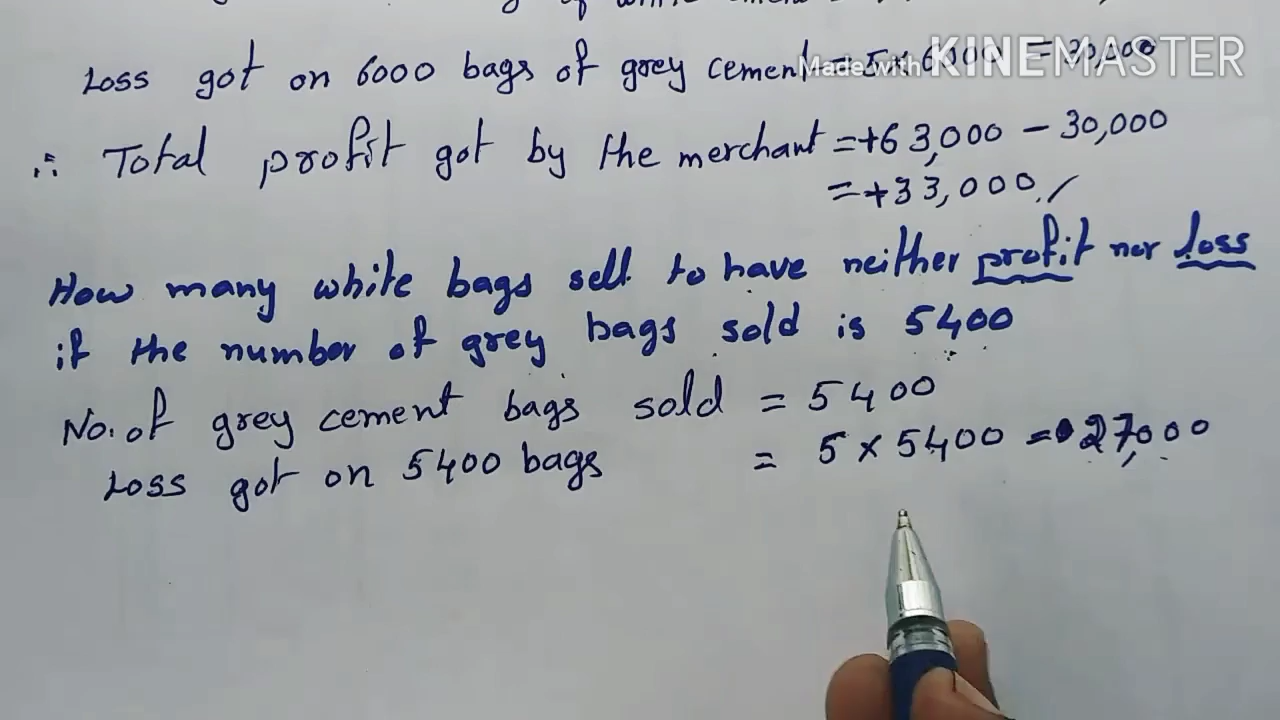 of white
Loss got on 6000 bags of grey cement = 5 × 6000 = 30,000
Made with KINEMASTER
∴ Total profit got by the merchant = +63,000 – 30,000
= +33,000/
How many white bags sell to have neither profit nor loss
if the number of grey bags sold is 5400
No. of grey cement bags sold = 5400
Loss got on 5400 bags = 5 × 5400 = 27,000